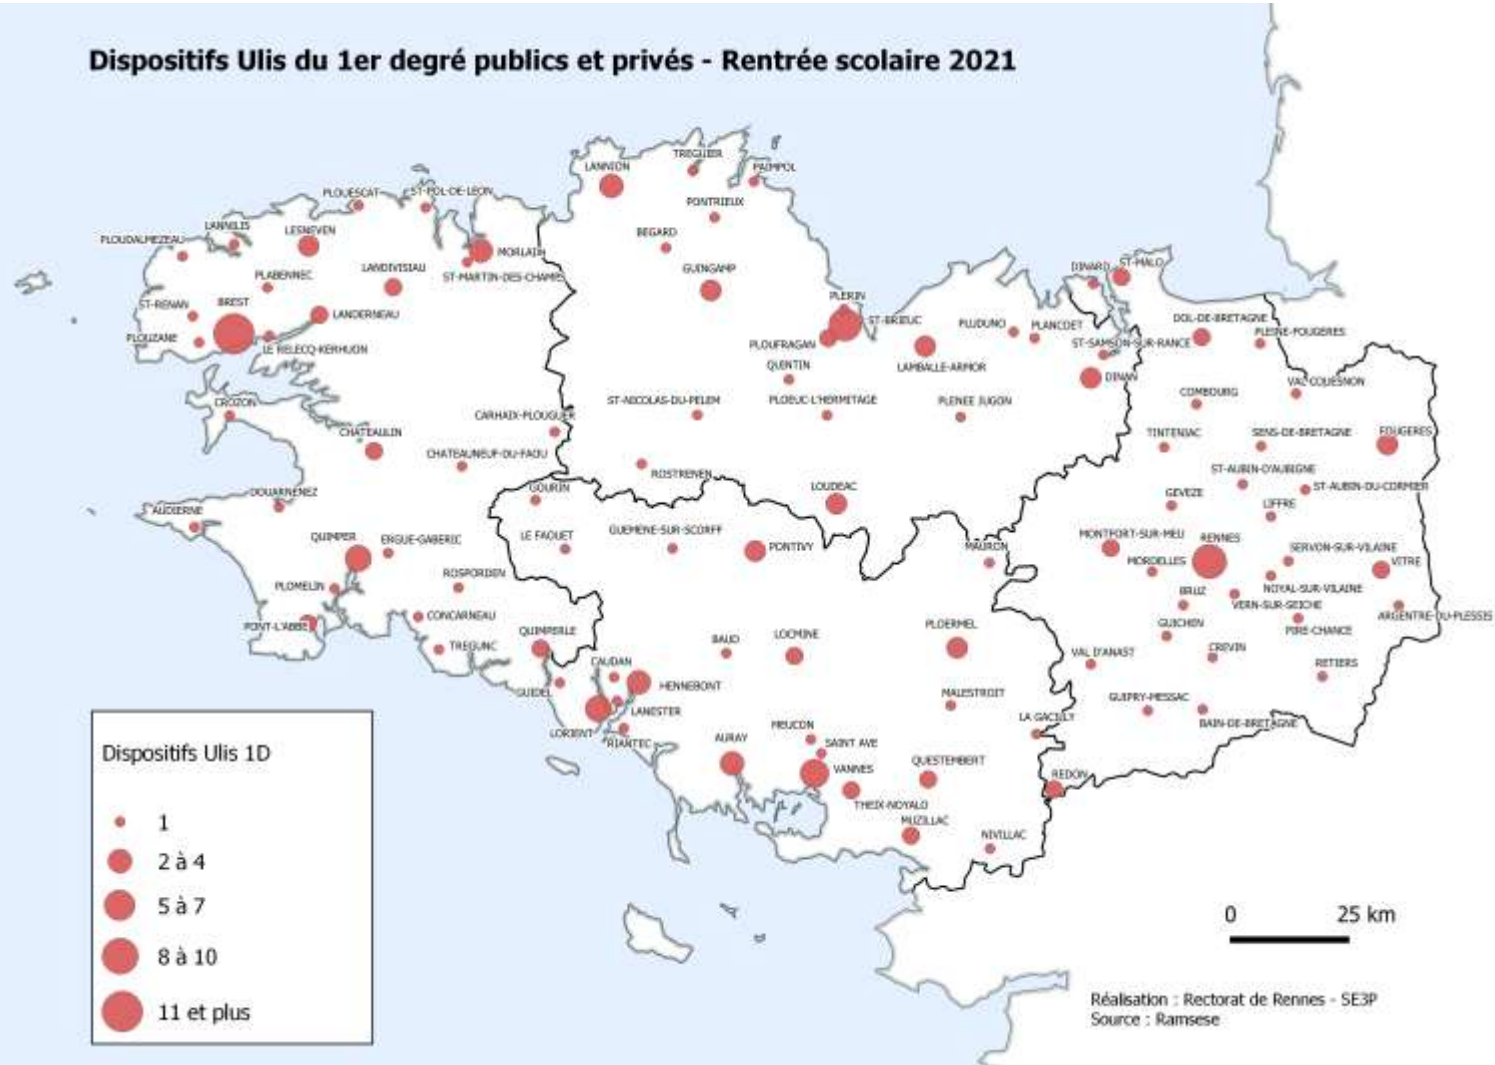 Dispositifs Ulis du 1er degré publics et privés - Rentrée scolaire 2021
LANNION
TREGUIER
PAIMPOL
PLOUESCAT
ST-POL-DE-LEON
PONTRIEUX
LANNILIS
LESNEVEN
BEGARD
PLOUDALMEZEAU
MORLAIX
LANDIVISIAU
ST-MARTIN-DES-CHAMPS
GUINGAMP
DINARD
ST-MALO
PLABENNEC
ST-RENAN
BREST
LANDERNEAU
PLERIN
ST-BRIEUC
PLOUZANE
LE RELECQ-KERHUON
PLOUFRAGAN
PLUDUNO
PLANCOET
DOL-DE-BRETAGNE
PLEINE-FOUGERES
ST-SAMSON-SUR-RANCE
QUENTIN
LAMBALLE-ARMOR
DINAN
VAL COUESNON
COMBOURG
CROZON
ST-NICOLAS-DU-PELEM
PLOEUC-L'HERMITAGE
PLENEE JUGON
CARHAIX-PLOUGUER
CHATEAULIN
CHATEAUNEUF-DU-FAOU
TINTENIAC
SENS-DE-BRETAGNE
FOUGERES
ROSTRENEN
ST-AUBIN-D'AUBIGNE
ST-AUBIN-DU-CORMIER
DOUARNENEZ
GOURIN
LOUDEAC
GEVEZE
LIFFRE
AUDIERNE
QUIMPER
ERGUE-GABERIC
LE FAOUET
GUEMENE-SUR-SCORFF
PONTIVY
MAURON
MONTFORT-SUR-MEU
RENNES
SERVON-SUR-VILAINE
MORDELLES
VITRE
PLOMELIN
ROSPORDEN
NOYAL-SUR-VILAINE
BRUZ
VERN-SUR-SEICHE
ARGENTRE-DU-PLESSIS
PONT-L'ABBE
CONCARNEAU
QUIMPERLE
BAUD
LOCMINE
PLOERMEL
GUICHEN
PIRE-CHANCE
TREGUNC
VAL D'ANAST
CREVIN
CAUDAN
HENNEBONT
RETIERS
GUIDEL
MALESTROIT
GUIPRY-MESSAC
LANESTER
LA GACILLY
BAIN-DE-BRETAGNE
LORIENT
RIANTEC
AURAY
MEUCON
SAINT AVE
VANNES
QUESTEMBERT
REDON
THEIX-NOYALO
MUZILLAC
NIVILLAC
Dispositifs Ulis 1D
1
2 à 4
5 à 7
8 à 10
11 et plus
0 25 km
Réalisation : Rectorat de Rennes - SE3P
Source : Ramsese